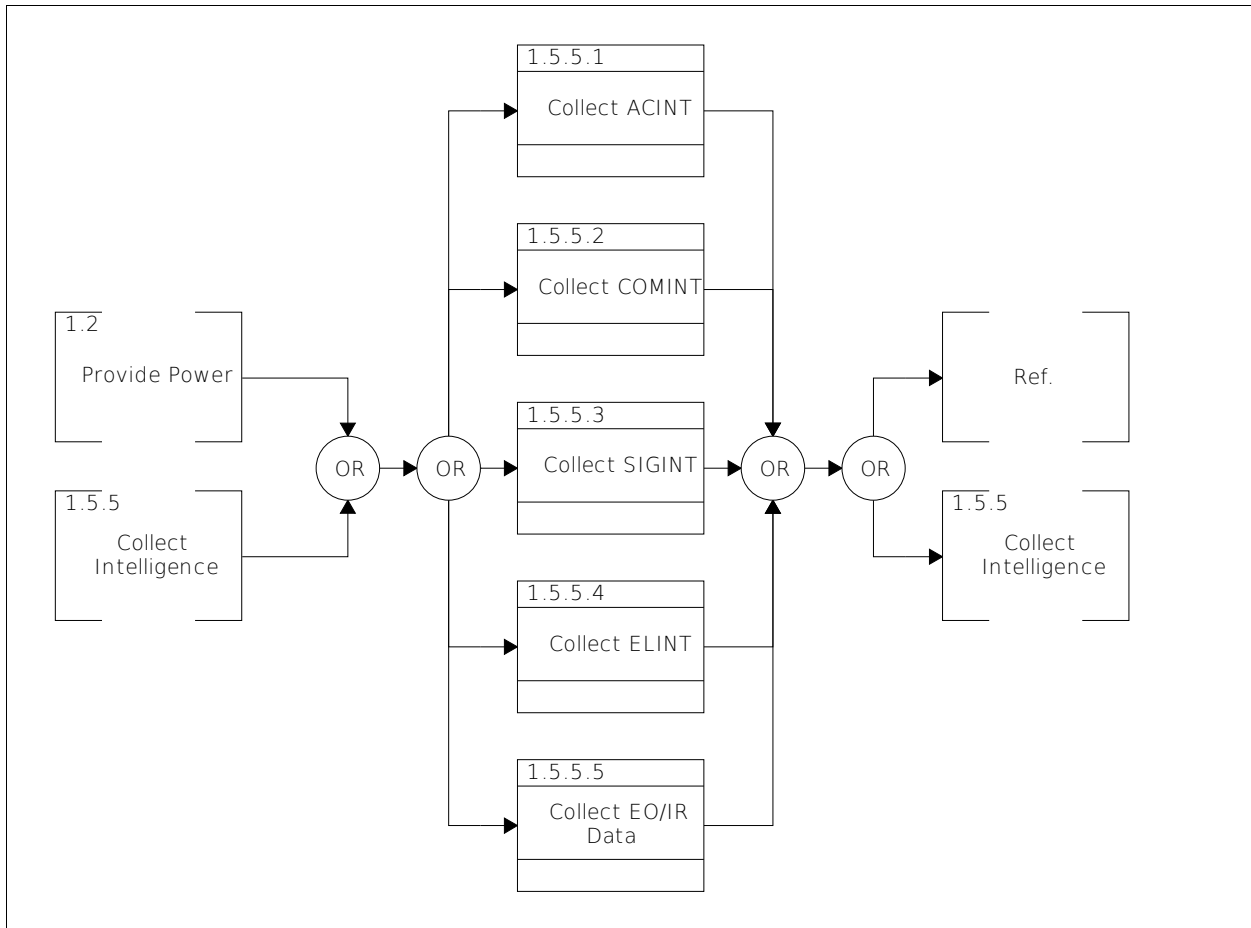 1.5.5.1
Collect ACINT
1.5.5.2
Collect COMINT
1.2
Provide Power
Ref.
1.5.5.3
Collect SIGINT
OR
OR
OR
OR
1.5.5
Collect
Intelligence
1.5.5
Collect
Intelligence
1.5.5.4
Collect ELINT
1.5.5.5
Collect EO/IR
Data